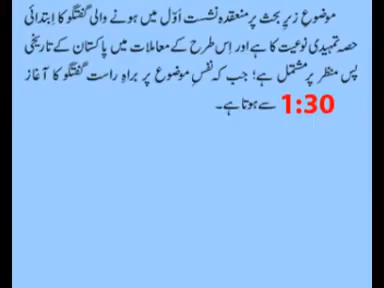 موضوعِ زیرِ بحث پر منعقدہ نشست اوّل میں ہونے والی گفتگو کا اِبتدائی
حصہ تمہیدی نوعیت کا ہے اور اِس طرح کے معاملات میں پاکستان کے تاریخی
پس منظر پر مشتمل ہے؛ جب کہ نفسِ موضوع پر براہِ راست گفتگو کا آغاز
1:30 سے ہوتا ہے۔